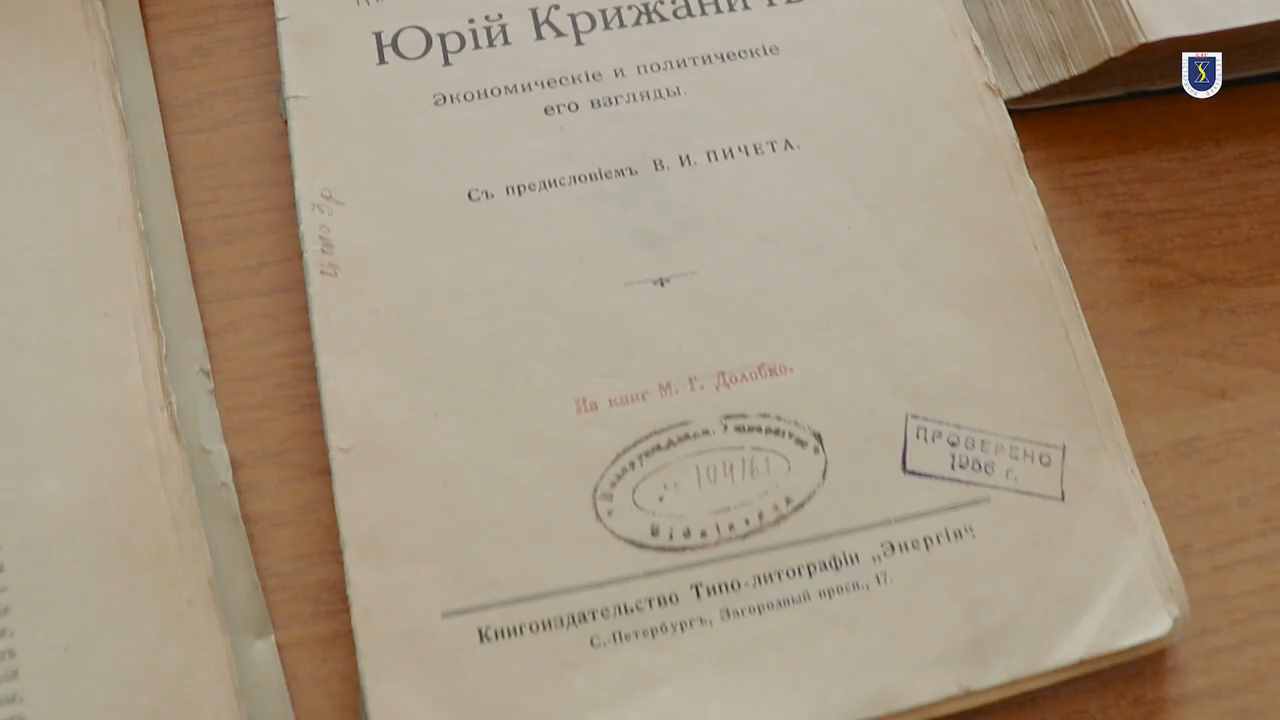 Юрій Крижаничъ
Экономическіе и политическіе
его взгляды.
Съ предисловіемъ В. И. ПИЧЕТА.
Из книг М. Г. Долобко.
104161
ПРОВЕРЕНО
1956 г.
Книгоиздательство Типо-литографіи „Энергія“
С.-Петербургъ, Загородный просп., 17.